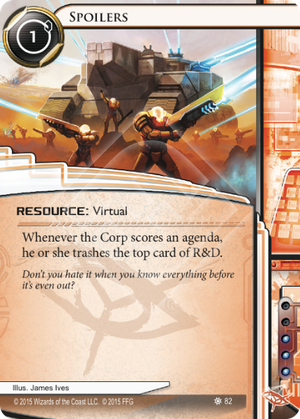 SPOILERS
1
RESOURCE: Virtual
Whenever the Corp scores an agenda,
he or she trashes the top card of R&D.
Don't you hate it when you know everything before
it's even out?
Illus. James Ives
© 2015 Wizards of the Coast LLC. © 2015 FFG
82